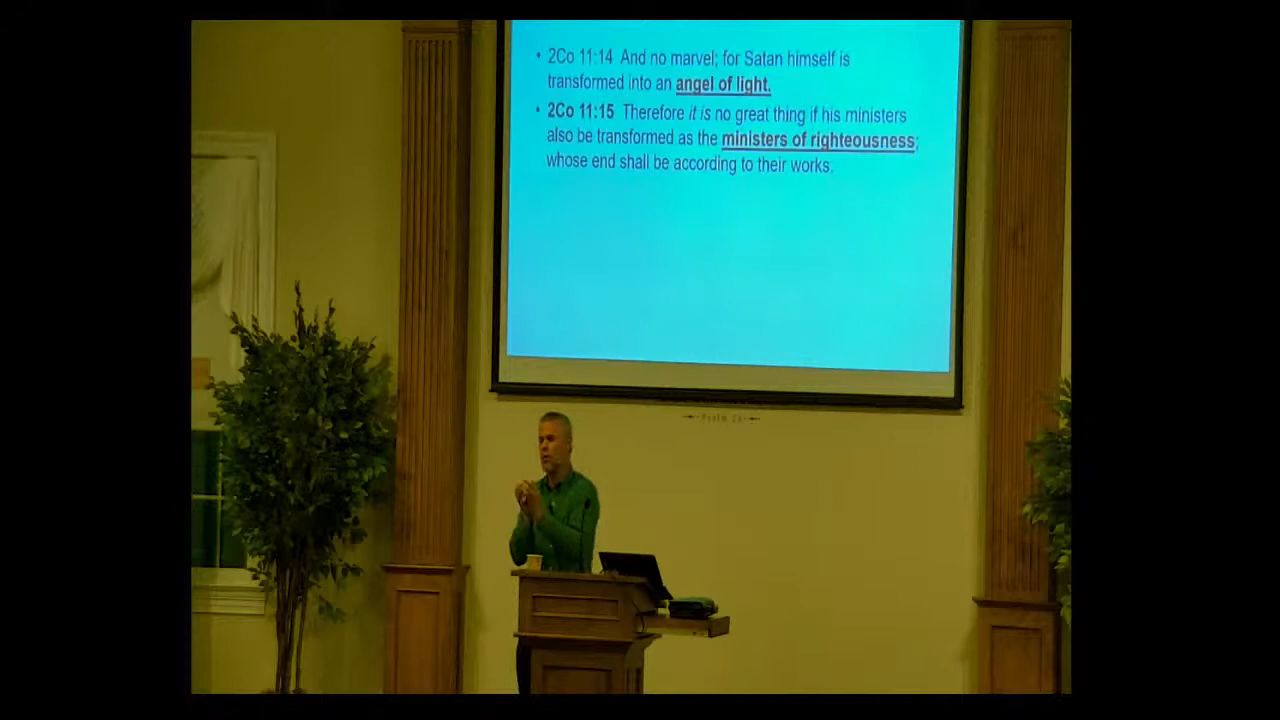 • 2Co 11:14 And no marvel; for Satan himself is
transformed into an angel of light.
• 2Co 11:15 Therefore it is no great thing if his ministers
also be transformed as the ministers of righteousness;
whose end shall be according to their works.
Psalm